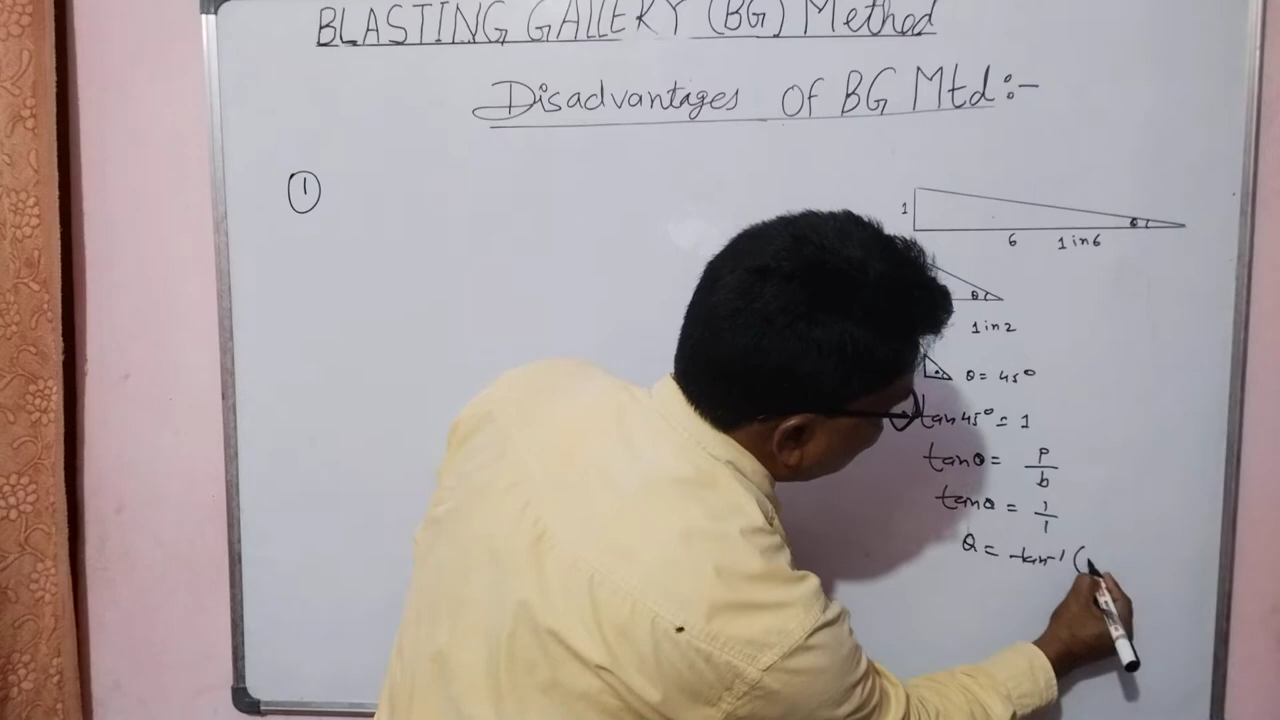 BLASTING GALLERY (BG) Method
Disadvantages Of BG Mtd:-
①
1
θ
6 1 in 6
θ
1 in 2
θ = 45°
tan 45° = 1
tanθ = P/b
tanθ = 1/1
θ = tan⁻¹ (